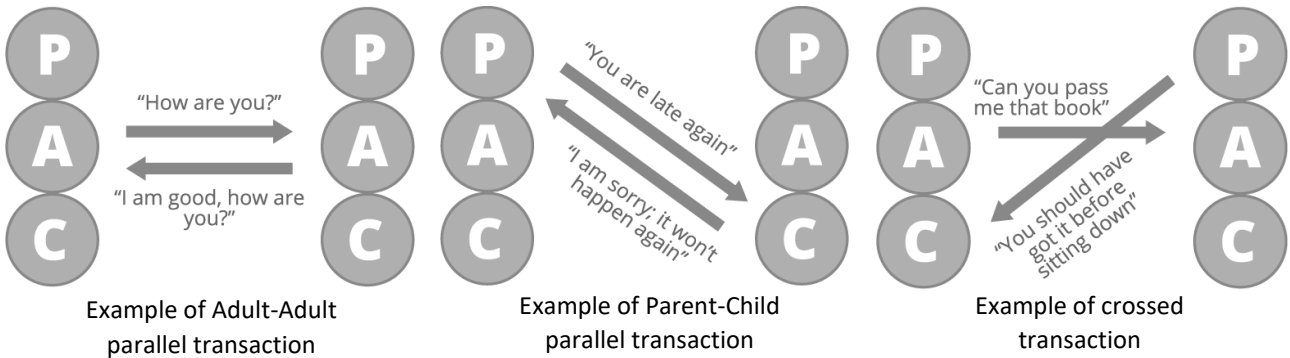 P
A
C
"How are you?"
"I am good, how are
you?"
P
A
C
Example of Adult-Adult
parallel transaction
P
A
C
"You are late again"
"I am sorry; it won't
happen again"
P
A
C
Example of Parent-Child
parallel transaction
P
A
C
"Can you pass
me that book"
"You should have
got it before
sitting down"
P
A
C
Example of crossed
transaction